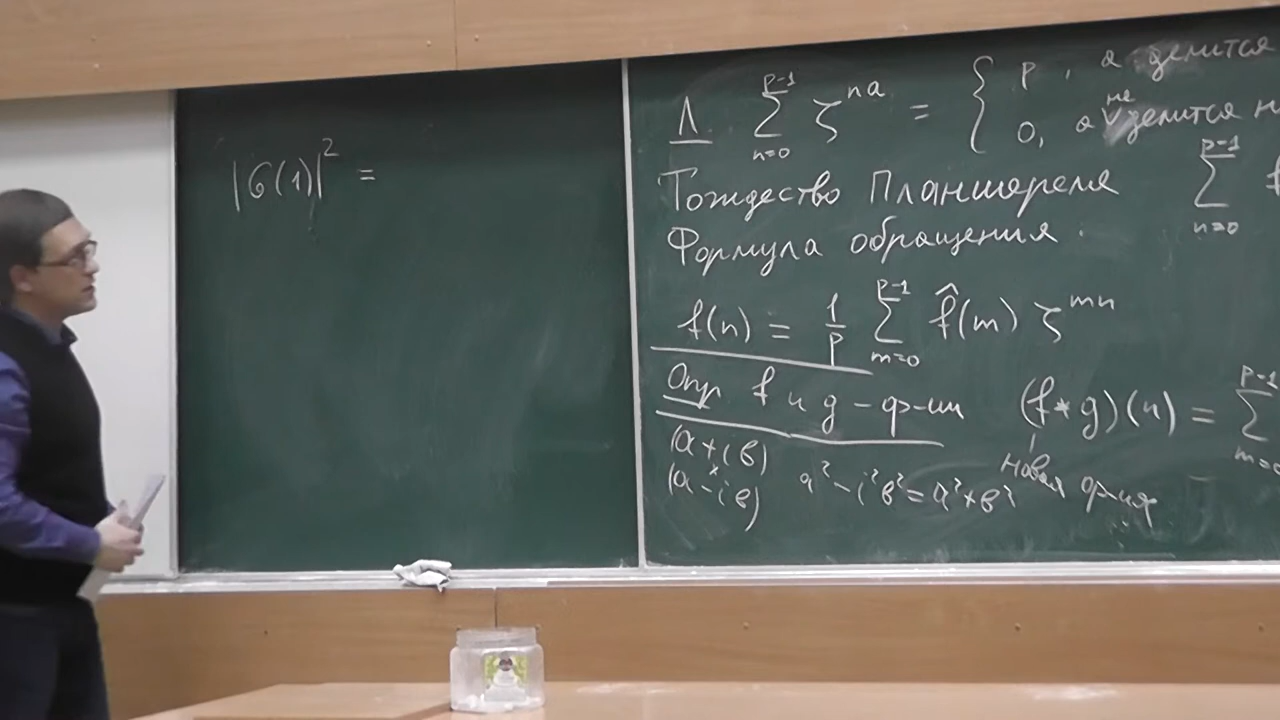 |G(1)|² =
Л. ∑_{n=0}^{p-1} ζ^{na} = { p, a делится
0, a не делится н
Тождество Планшереля ∑_{n=0}^{p-1} f
Формула обращения.
f(n) = 1/p ∑_{m=0}^{p-1} f̂(m) ζ^{mn}
Опр f и g - ф-ии (f*g)(n) = ∑_{m=0}^{p-1}
новая ф-ия
(a+ib)
(a-ib) a²-i²b²=a²+b²